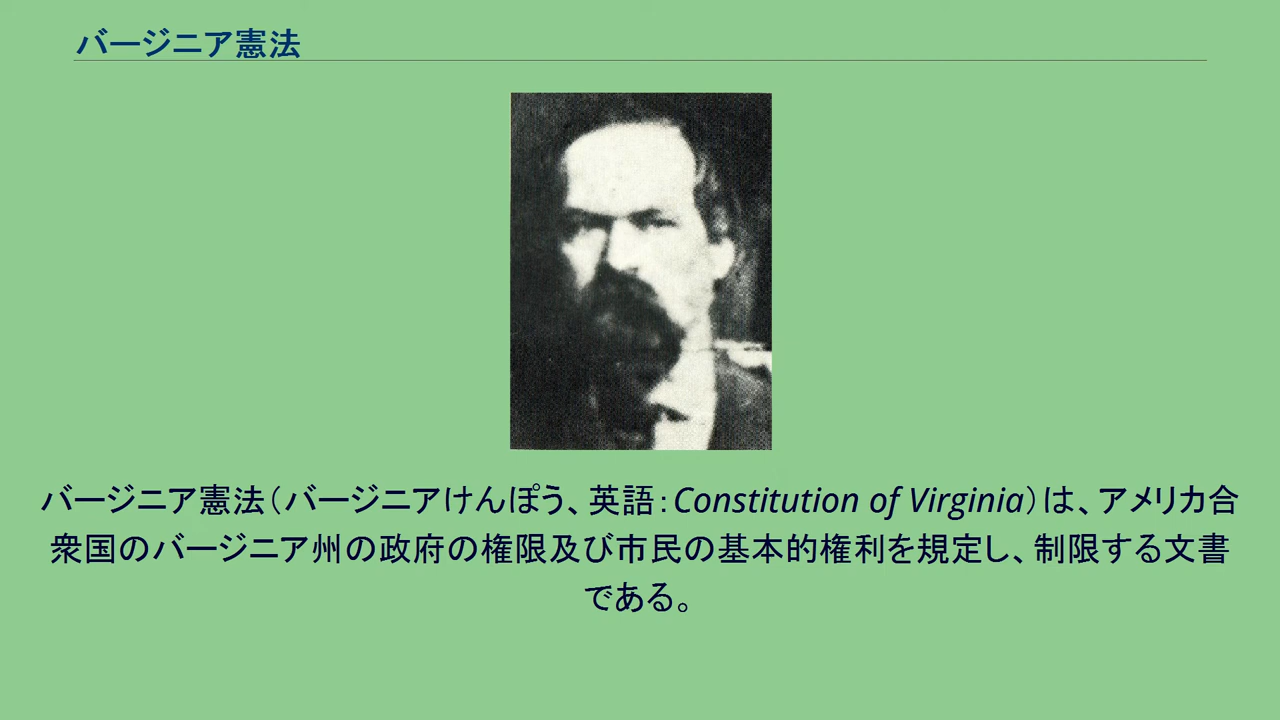 バージニア憲法
バージニア憲法（バージニアけんぽう、英語：Constitution of Virginia）は、アメリカ合
衆国のバージニア州の政府の権限及び市民の基本的権利を規定し、制限する文書
である。